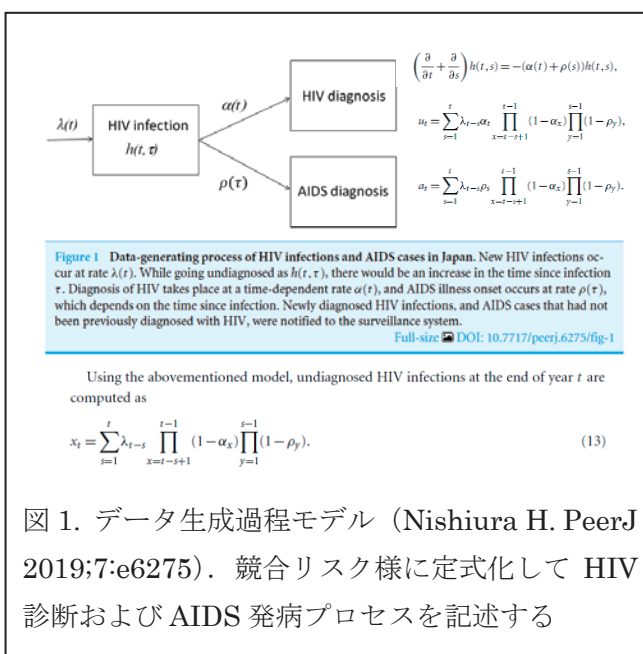 λ(t)
HIV infection
h(t, τ)
α(t)
ρ(τ)
HIV diagnosis
AIDS diagnosis
(∂/∂t + ∂/∂s) h(t,s) = −(α(t) + ρ(s))h(t,s),
u_t = ∑_{s=1}^{t} λ_{t−s}α_t ∏_{x=t−s+1}^{t−1} (1−α_x) ∏_{y=1}^{s−1} (1−ρ_y),
a_t = ∑_{s=1}^{t} λ_{t−s}ρ_s ∏_{x=t−s+1}^{t−1} (1−α_x) ∏_{y=1}^{s−1} (1−ρ_y).
Figure 1 Data-generating process of HIV infections and AIDS cases in Japan. New HIV infections oc-
cur at rate λ(t). While going undiagnosed as h(t, τ), there would be an increase in the time since infection
τ. Diagnosis of HIV takes place at a time-dependent rate α(t), and AIDS illness onset occurs at rate ρ(τ),
which depends on the time since infection. Newly diagnosed HIV infections, and AIDS cases that had not
been previously diagnosed with HIV, were notified to the surveillance system.
Full-size DOI: 10.7717/peerj.6275/fig-1
Using the abovementioned model, undiagnosed HIV infections at the end of year t are
computed as
x_t = ∑_{s=1}^{t} λ_{t−s} ∏_{x=t−s+1}^{t−1} (1−α_x) ∏_{y=1}^{s−1} (1−ρ_y). (13)
図 1. データ生成過程モデル（Nishiura H. PeerJ
2019;7:e6275）．競合リスク様に定式化して HIV
診断および AIDS 発病プロセスを記述する